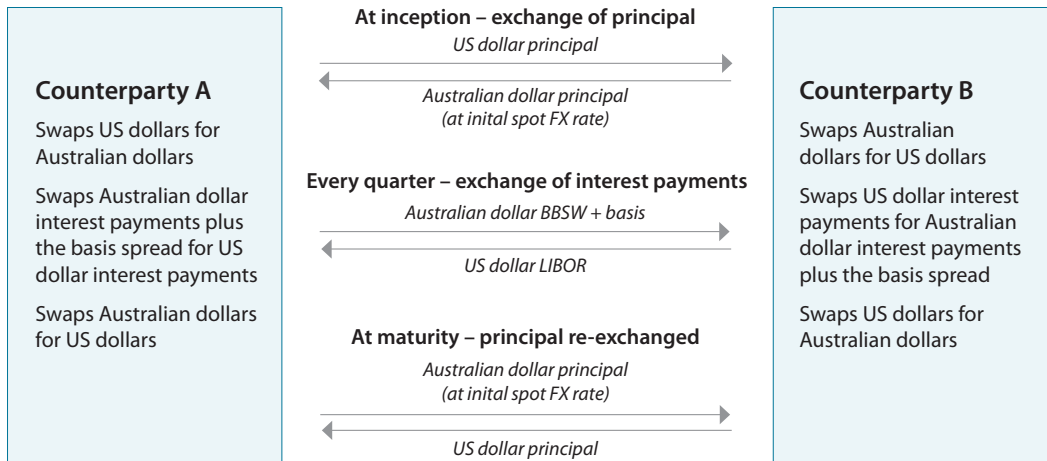 Counterparty A
Swaps US dollars for
Australian dollars
Swaps Australian dollar
interest payments plus
the basis spread for US
dollar interest payments
Swaps Australian dollars
for US dollars
At inception – exchange of principal
US dollar principal
Australian dollar principal
(at inital spot FX rate)
Every quarter – exchange of interest payments
Australian dollar BBSW + basis
US dollar LIBOR
At maturity – principal re-exchanged
Australian dollar principal
(at inital spot FX rate)
US dollar principal
Counterparty B
Swaps Australian
dollars for US dollars
Swaps US dollar interest
payments for Australian
dollar interest payments
plus the basis spread
Swaps US dollars for
Australian dollars